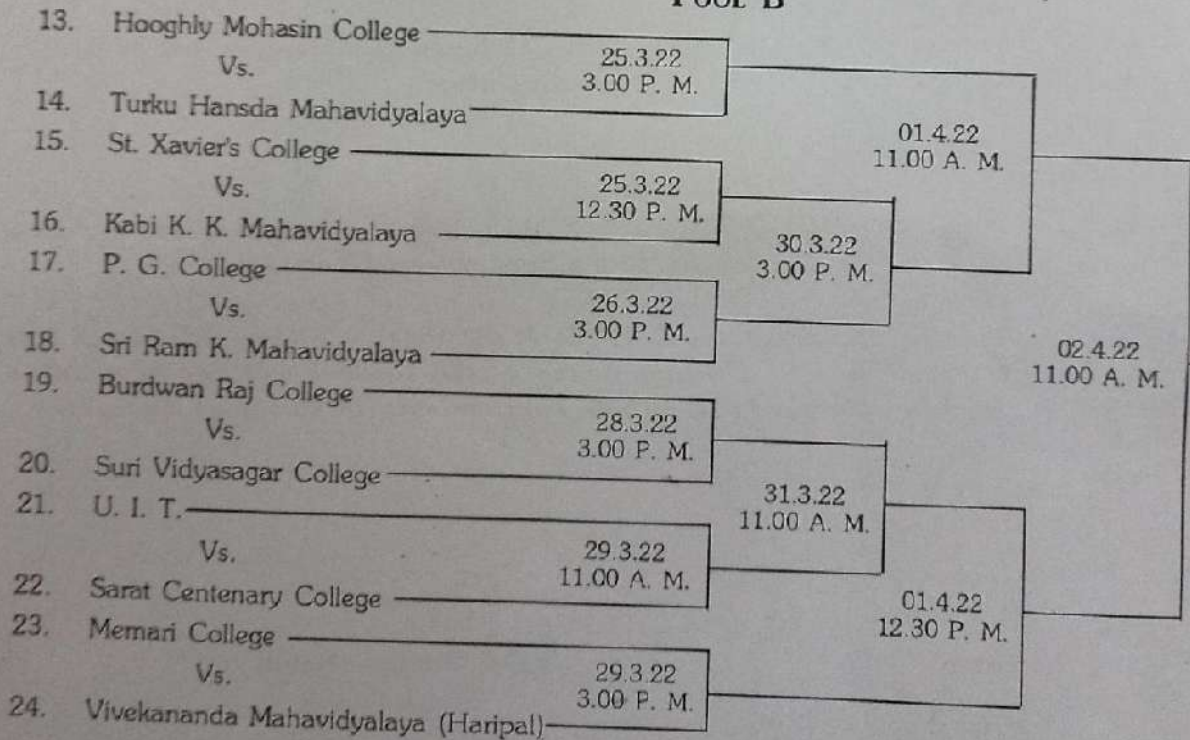 POOL B
13. Hooghly Mohasin College
Vs.
25.3.22
3.00 P. M.
14. Turku Hansda Mahavidyalaya
15. St. Xavier's College
Vs.
25.3.22
12.30 P. M.
16. Kabi K. K. Mahavidyalaya
17. P. G. College
Vs.
26.3.22
3.00 P. M.
18. Sri Ram K. Mahavidyalaya
19. Burdwan Raj College
Vs.
28.3.22
3.00 P. M.
20. Suri Vidyasagar College
21. U. I. T.
Vs.
29.3.22
11.00 A. M.
22. Sarat Centenary College
23. Memari College
Vs.
29.3.22
3.00 P. M.
24. Vivekananda Mahavidyalaya (Haripal)
30.3.22
3.00 P. M.
31.3.22
11.00 A. M.
01.4.22
11.00 A. M.
01.4.22
12.30 P. M.
02.4.22
11.00 A. M.